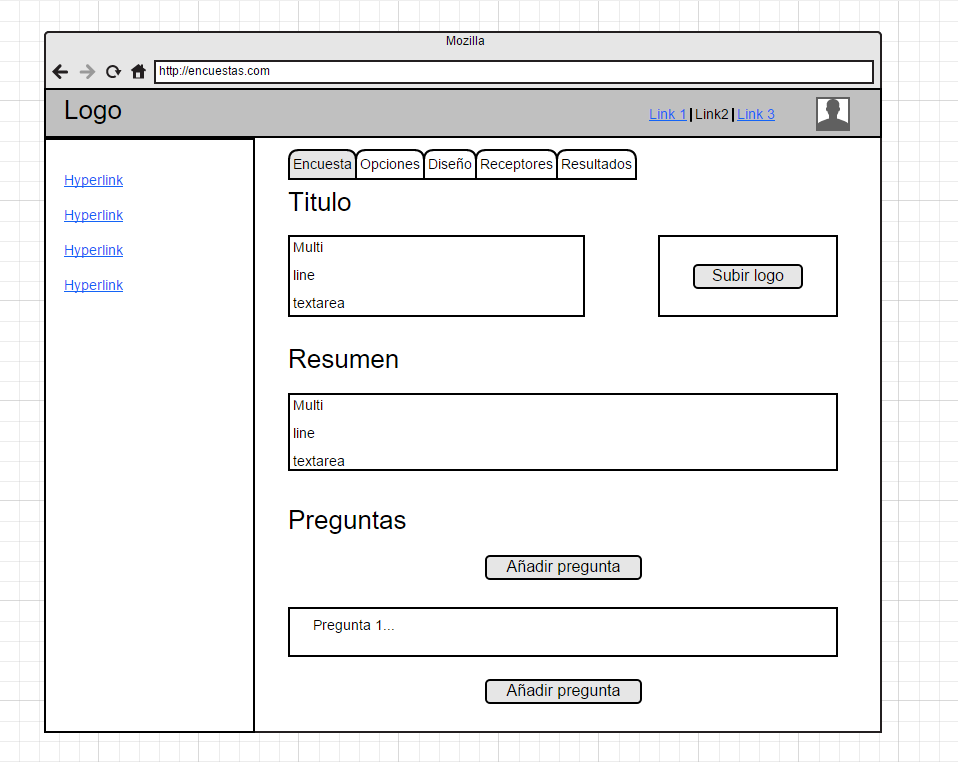 Mozilla
http://encuestas.com
Logo
Link 1 | Link2 | Link 3
Hyperlink
Hyperlink
Hyperlink
Hyperlink
Encuesta Opciones Diseño Receptores Resultados
Titulo
Multi
line
textarea
Subir logo
Resumen
Multi
line
textarea
Preguntas
Añadir pregunta
Pregunta 1...
Añadir pregunta